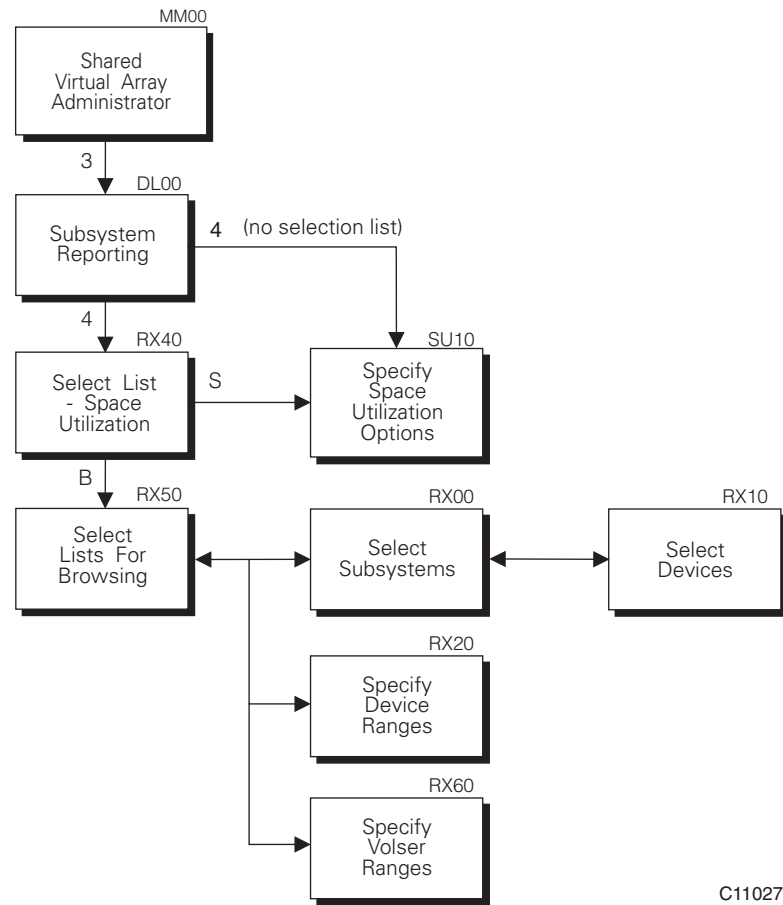 MM00
Shared
Virtual Array
Administrator
3
DL00
Subsystem
Reporting
4 (no selection list)
4
RX40
Select List
- Space
Utilization
S
SU10
Specify
Space
Utilization
Options
B
RX50
Select
Lists For
Browsing
RX00
Select
Subsystems
RX10
Select
Devices
RX20
Specify
Device
Ranges
RX60
Specify
Volser
Ranges
C11027